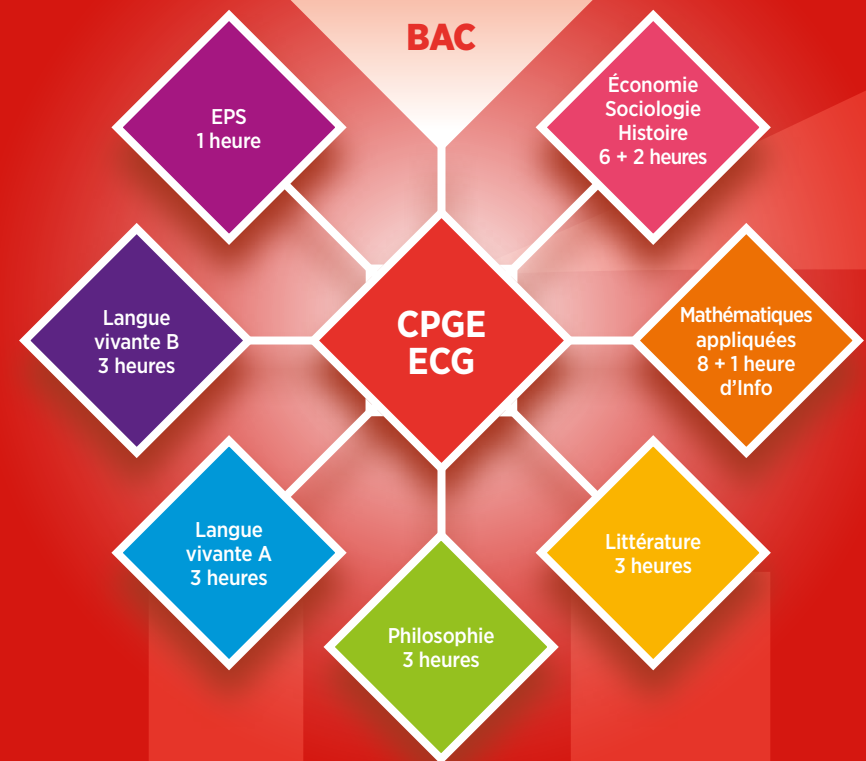 BAC
EPS
1 heure
Économie
Sociologie
Histoire
6 + 2 heures
Langue
vivante B
3 heures
CPGE
ECG
Mathématiques
appliquées
8 + 1 heure
d’Info
Langue
vivante A
3 heures
Littérature
3 heures
Philosophie
3 heures